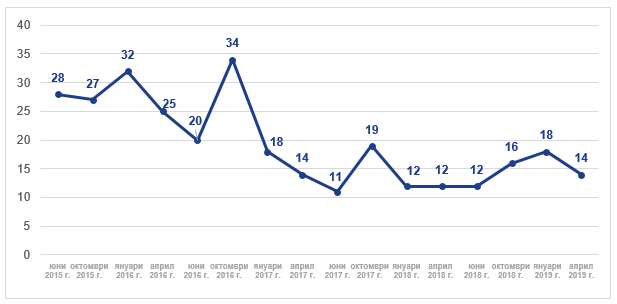 40
35
30
25
20
15
10
5
0
28
27
32
25
20
34
18
14
11
19
12
12
12
16
18
14
юни
2015 г.
октомври
2015 г.
януари
2016 г.
април
2016 г.
юни
2016 г.
октомври
2016 г.
януари
2017 г.
април
2017 г.
юни
2017 г.
октомври
2017 г.
януари
2018 г.
април
2018 г.
юни
2018 г.
октомври
2018 г.
януари
2019 г.
април
2019 г.